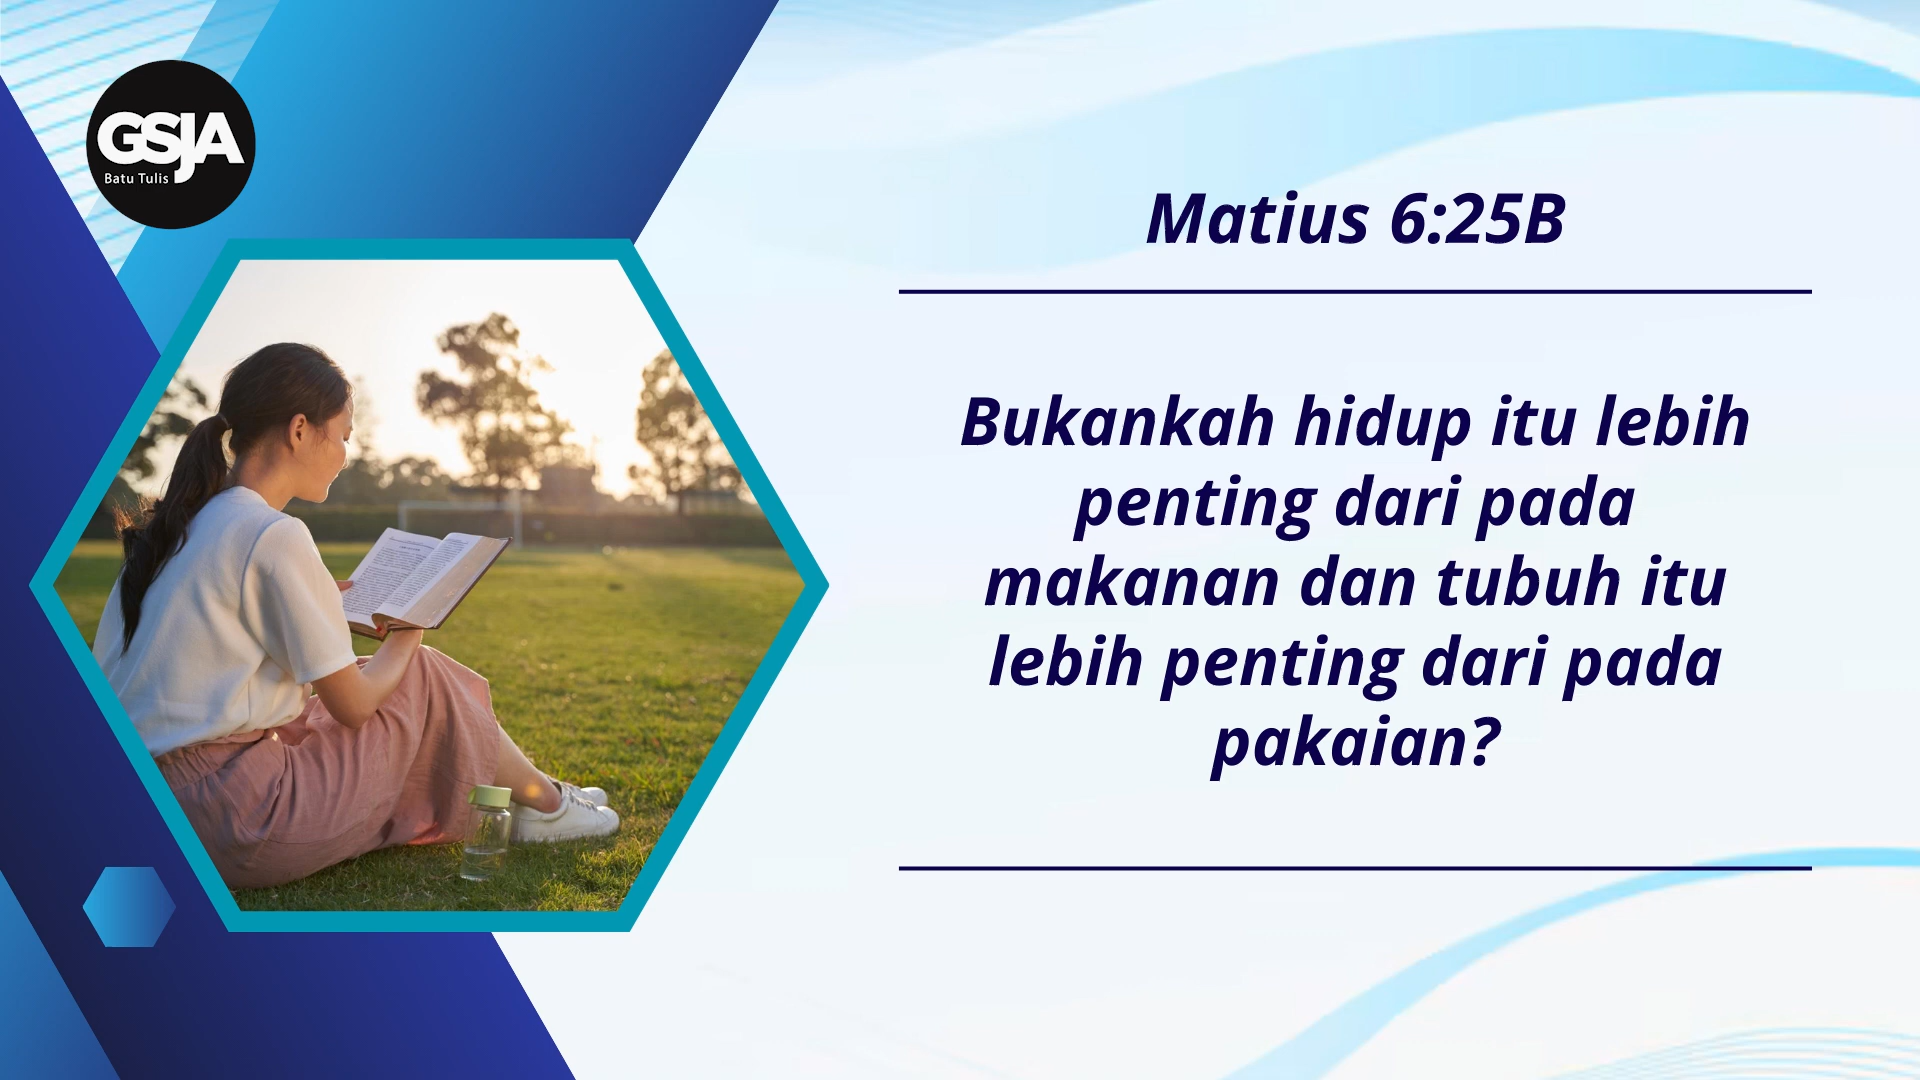 GSJA
Batu Tulis
Matius 6:25B
Bukankah hidup itu lebih
penting dari pada
makanan dan tubuh itu
lebih penting dari pada
pakaian?